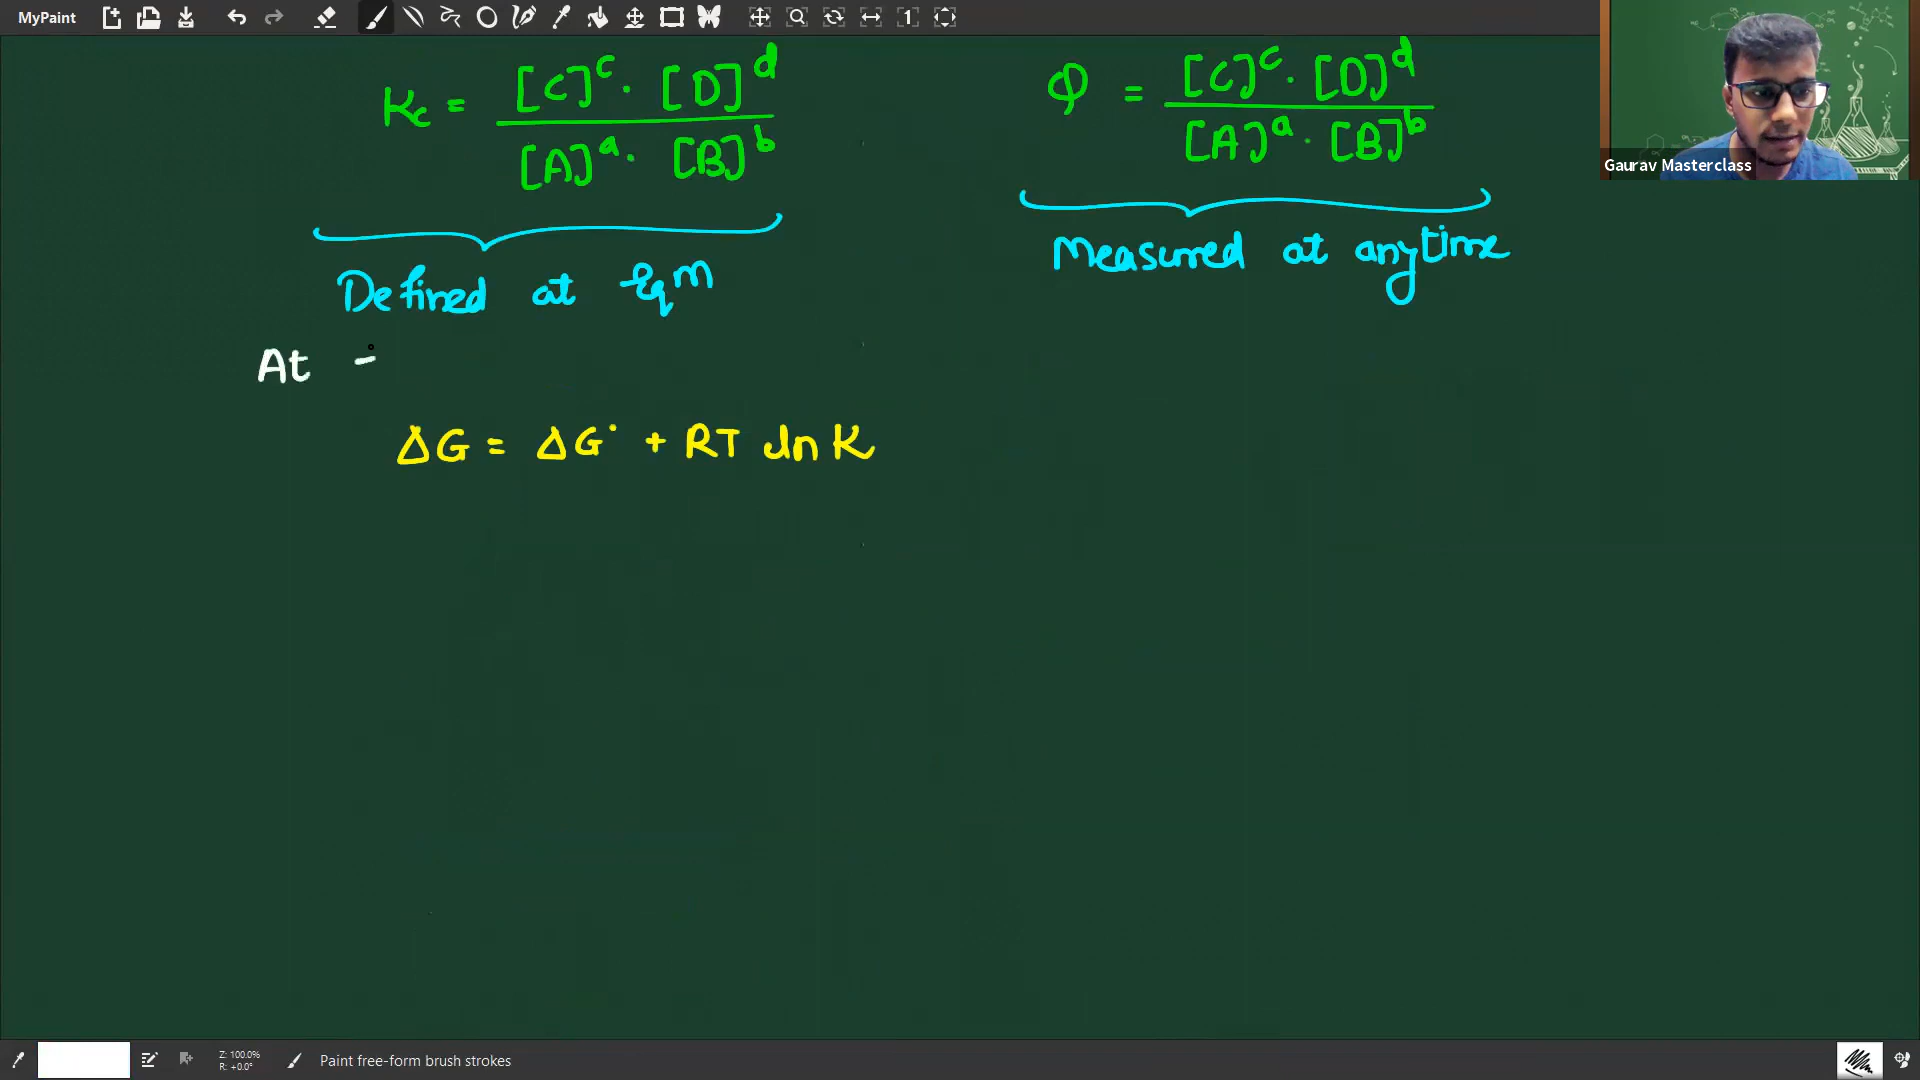 MyPaint
Kc = [C]^c · [D]^d / [A]^a · [B]^b
Q = [C]^c · [D]^d / [A]^a · [B]^b
Gaurav Masterclass
Defined at Eq^m
Measured at anytime
At
ΔG = ΔG° + RT ln K
Z: 100.0%
R: +0.0°
Paint free-form brush strokes